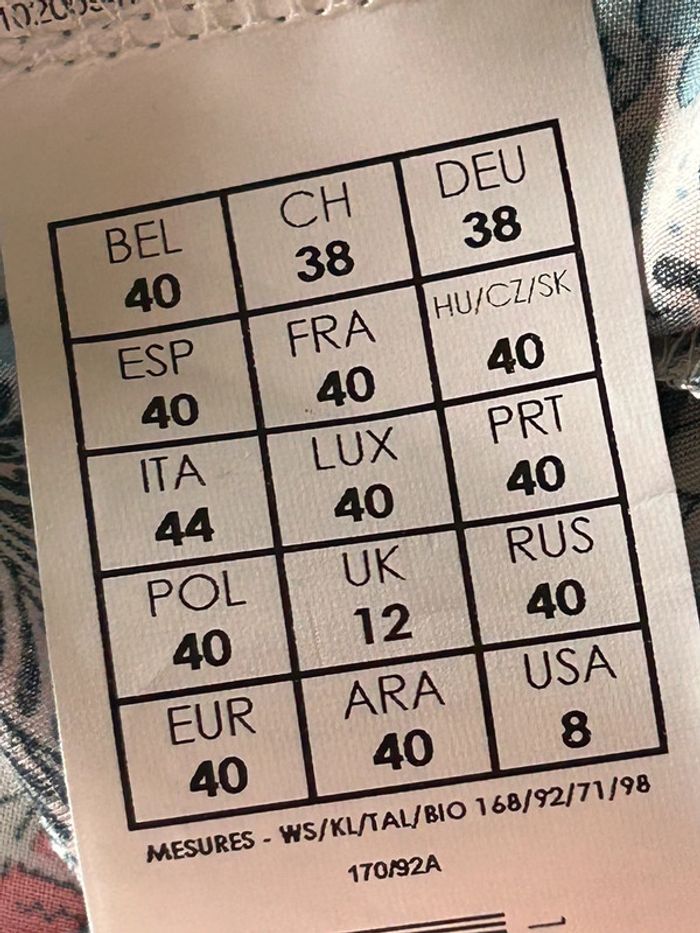 BEL CH DEU
40 38 38
ESP FRA HU/CZ/SK
40 40 40
ITA LUX PRT
44 40 40
POL UK RUS
40 12 40
EUR ARA USA
40 40 8
MESURES - WS/KL/TAL/BIO 168/92/71/98
170/92A